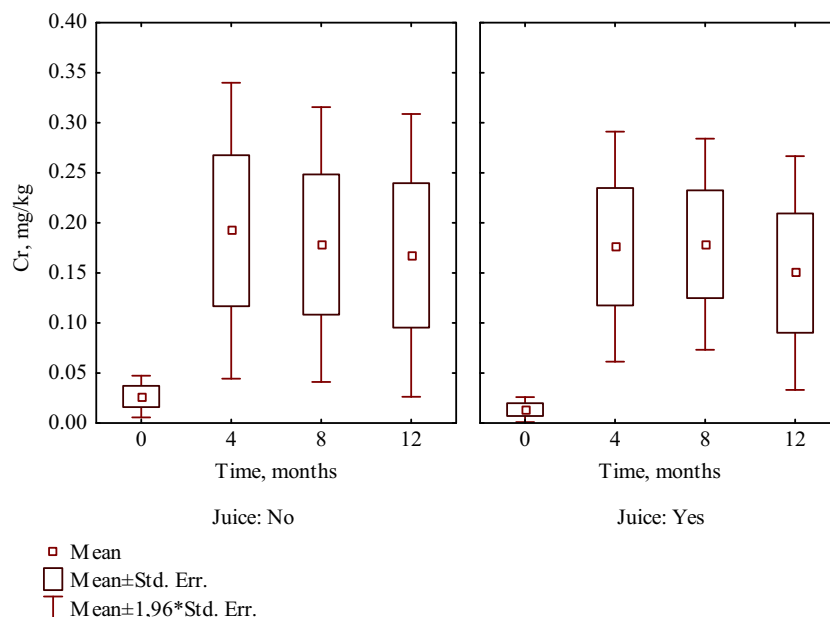 0.40
0.35
0.30
0.25
0.20
0.15
0.10
0.05
0.00
Cr, mg/kg
0 4 8 12
0 4 8 12
Time, months
Time, months
Juice: No
Juice: Yes
Mean
Mean±Std. Err.
Mean±1,96*Std. Err.